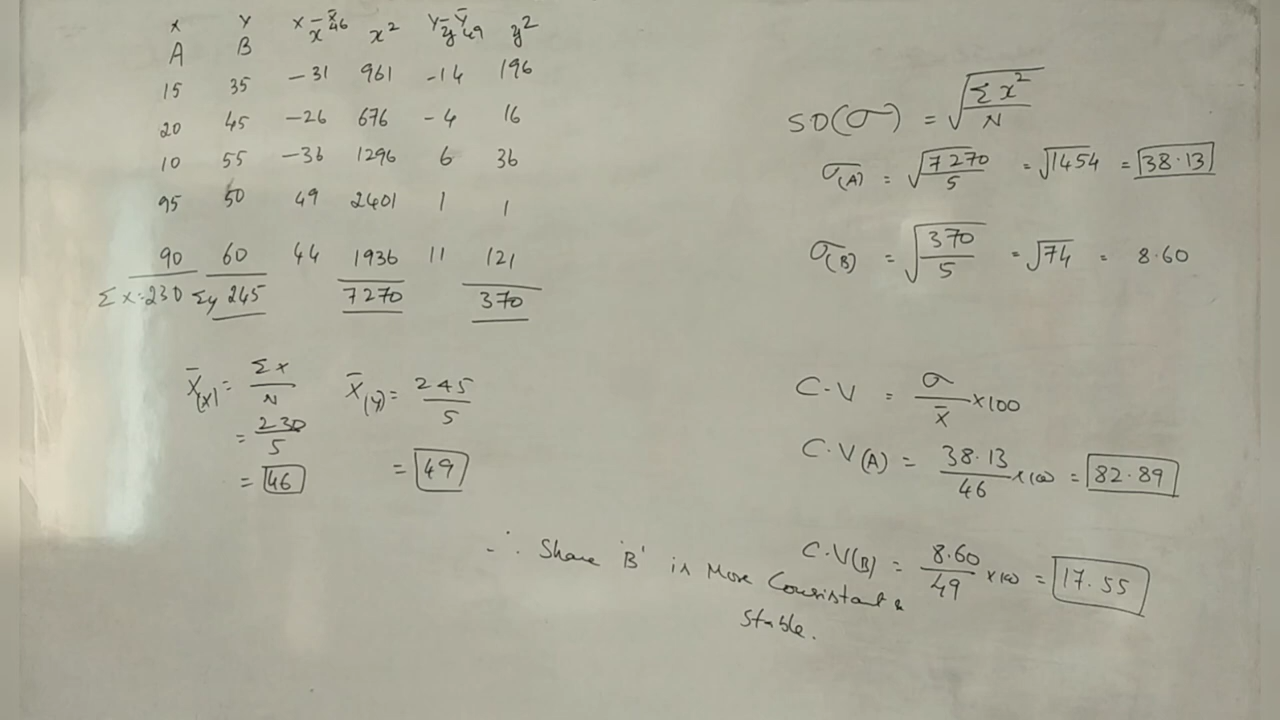 X Y X - X̄ 46 x² Y - Ȳ 49 y²
A B x y
15 35 -31 961 -14 196
20 45 -26 676 -4 16
10 55 -36 1296 6 36
95 50 49 2401 1 1
90 60 44 1936 11 121
Σx=230 Σy 245 7270 370
X̄(x) = Σx/N
= 230/5
= 46
X̄(y) = 245/5
= 49
SD(σ) = √(Σx²/N)
σ(A) = √(7270/5) = √1454 = 38.13
σ(B) = √(370/5) = √74 = 8.60
C.V = σ/x̄ × 100
C.V(A) = 38.13/46 × 100 = 82.89
C.V(B) = 8.60/49 × 100 = 17.55
∴ Share 'B' is More Consistant &
Stable.